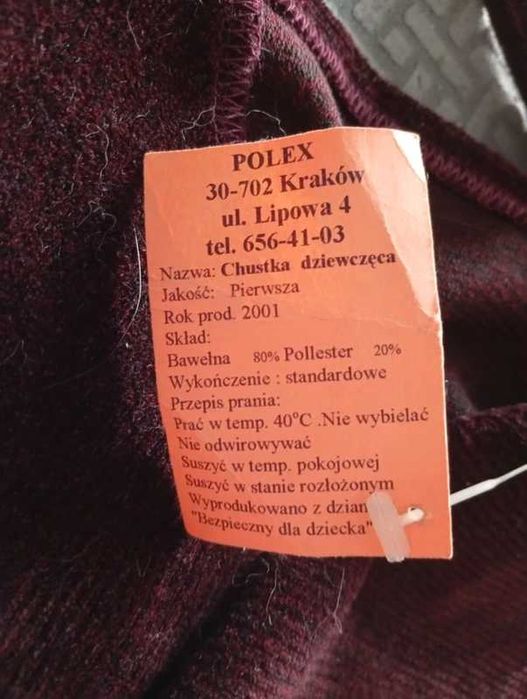 POLEX
30-702 Kraków
ul. Lipowa 4
tel. 656-41-03
Nazwa: Chustka dziewczęca
Jakość: Pierwsza
Rok prod. 2001
Skład:
Bawełna 80% Pollester 20%
Wykończenie : standardowe
Przepis prania:
Prać w temp. 40°C .Nie wybielać
Nie odwirowywać
Suszyć w temp. pokojowej
Suszyć w stanie rozłożonym
Wyprodukowano z
"Bezpieczny dla dziecka"